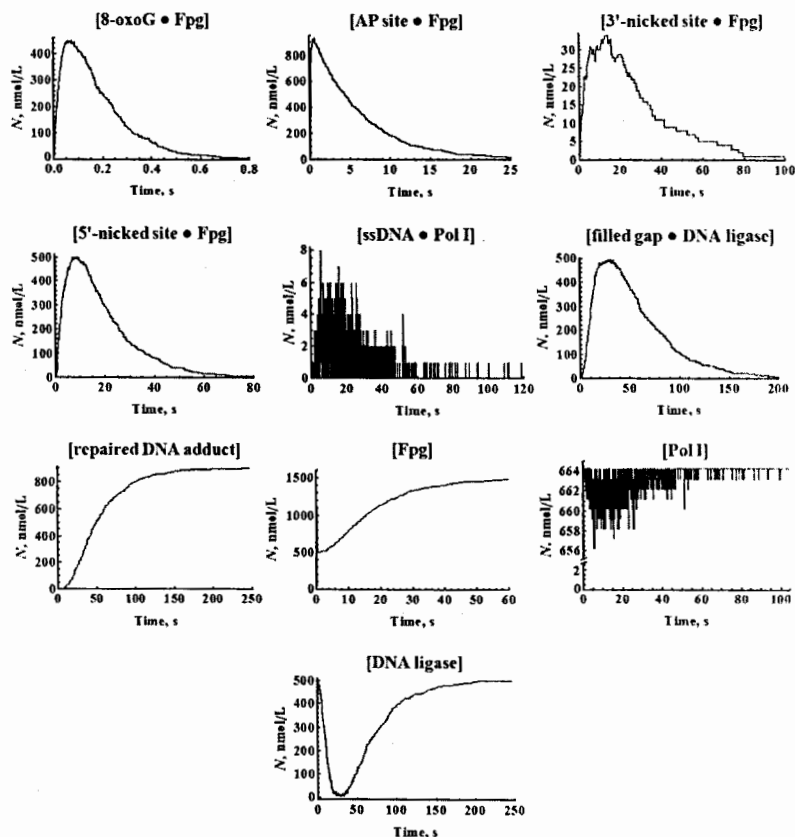 [8-oxoG ● Fpg]
N, nmol/L
400
300
200
100
0
0.0 0.2 0.4 0.6 0.8
Time, s
[AP site ● Fpg]
N, nmol/L
800
600
400
200
0
0 5 10 15 20 25
Time, s
[3'-nicked site ● Fpg]
N, nmol/L
30
25
20
15
10
5
0
0 20 40 60 80 100
Time, s
[5'-nicked site ● Fpg]
N, nmol/L
500
400
300
200
100
0
0 20 40 60 80
Time, s
[ssDNA ● Pol I]
N, nmol/L
8
6
4
2
0
0 20 40 60 80 100 120
Time, s
[filled gap ● DNA ligase]
N, nmol/L
500
400
300
200
100
0
0 50 100 150 200
Time, s
[repaired DNA adduct]
N, nmol/L
800
600
400
200
0
0 50 100 150 200 250
Time, s
[Fpg]
N, nmol/L
1500
1000
500
0
0 10 20 30 40 50 60
Time, s
[Pol I]
N, nmol/L
664
662
660
658
656
2
0
0 20 40 60 80 100
Time, s
[DNA ligase]
N, nmol/L
500
400
300
200
100
0
0 50 100 150 200 250
Time, s